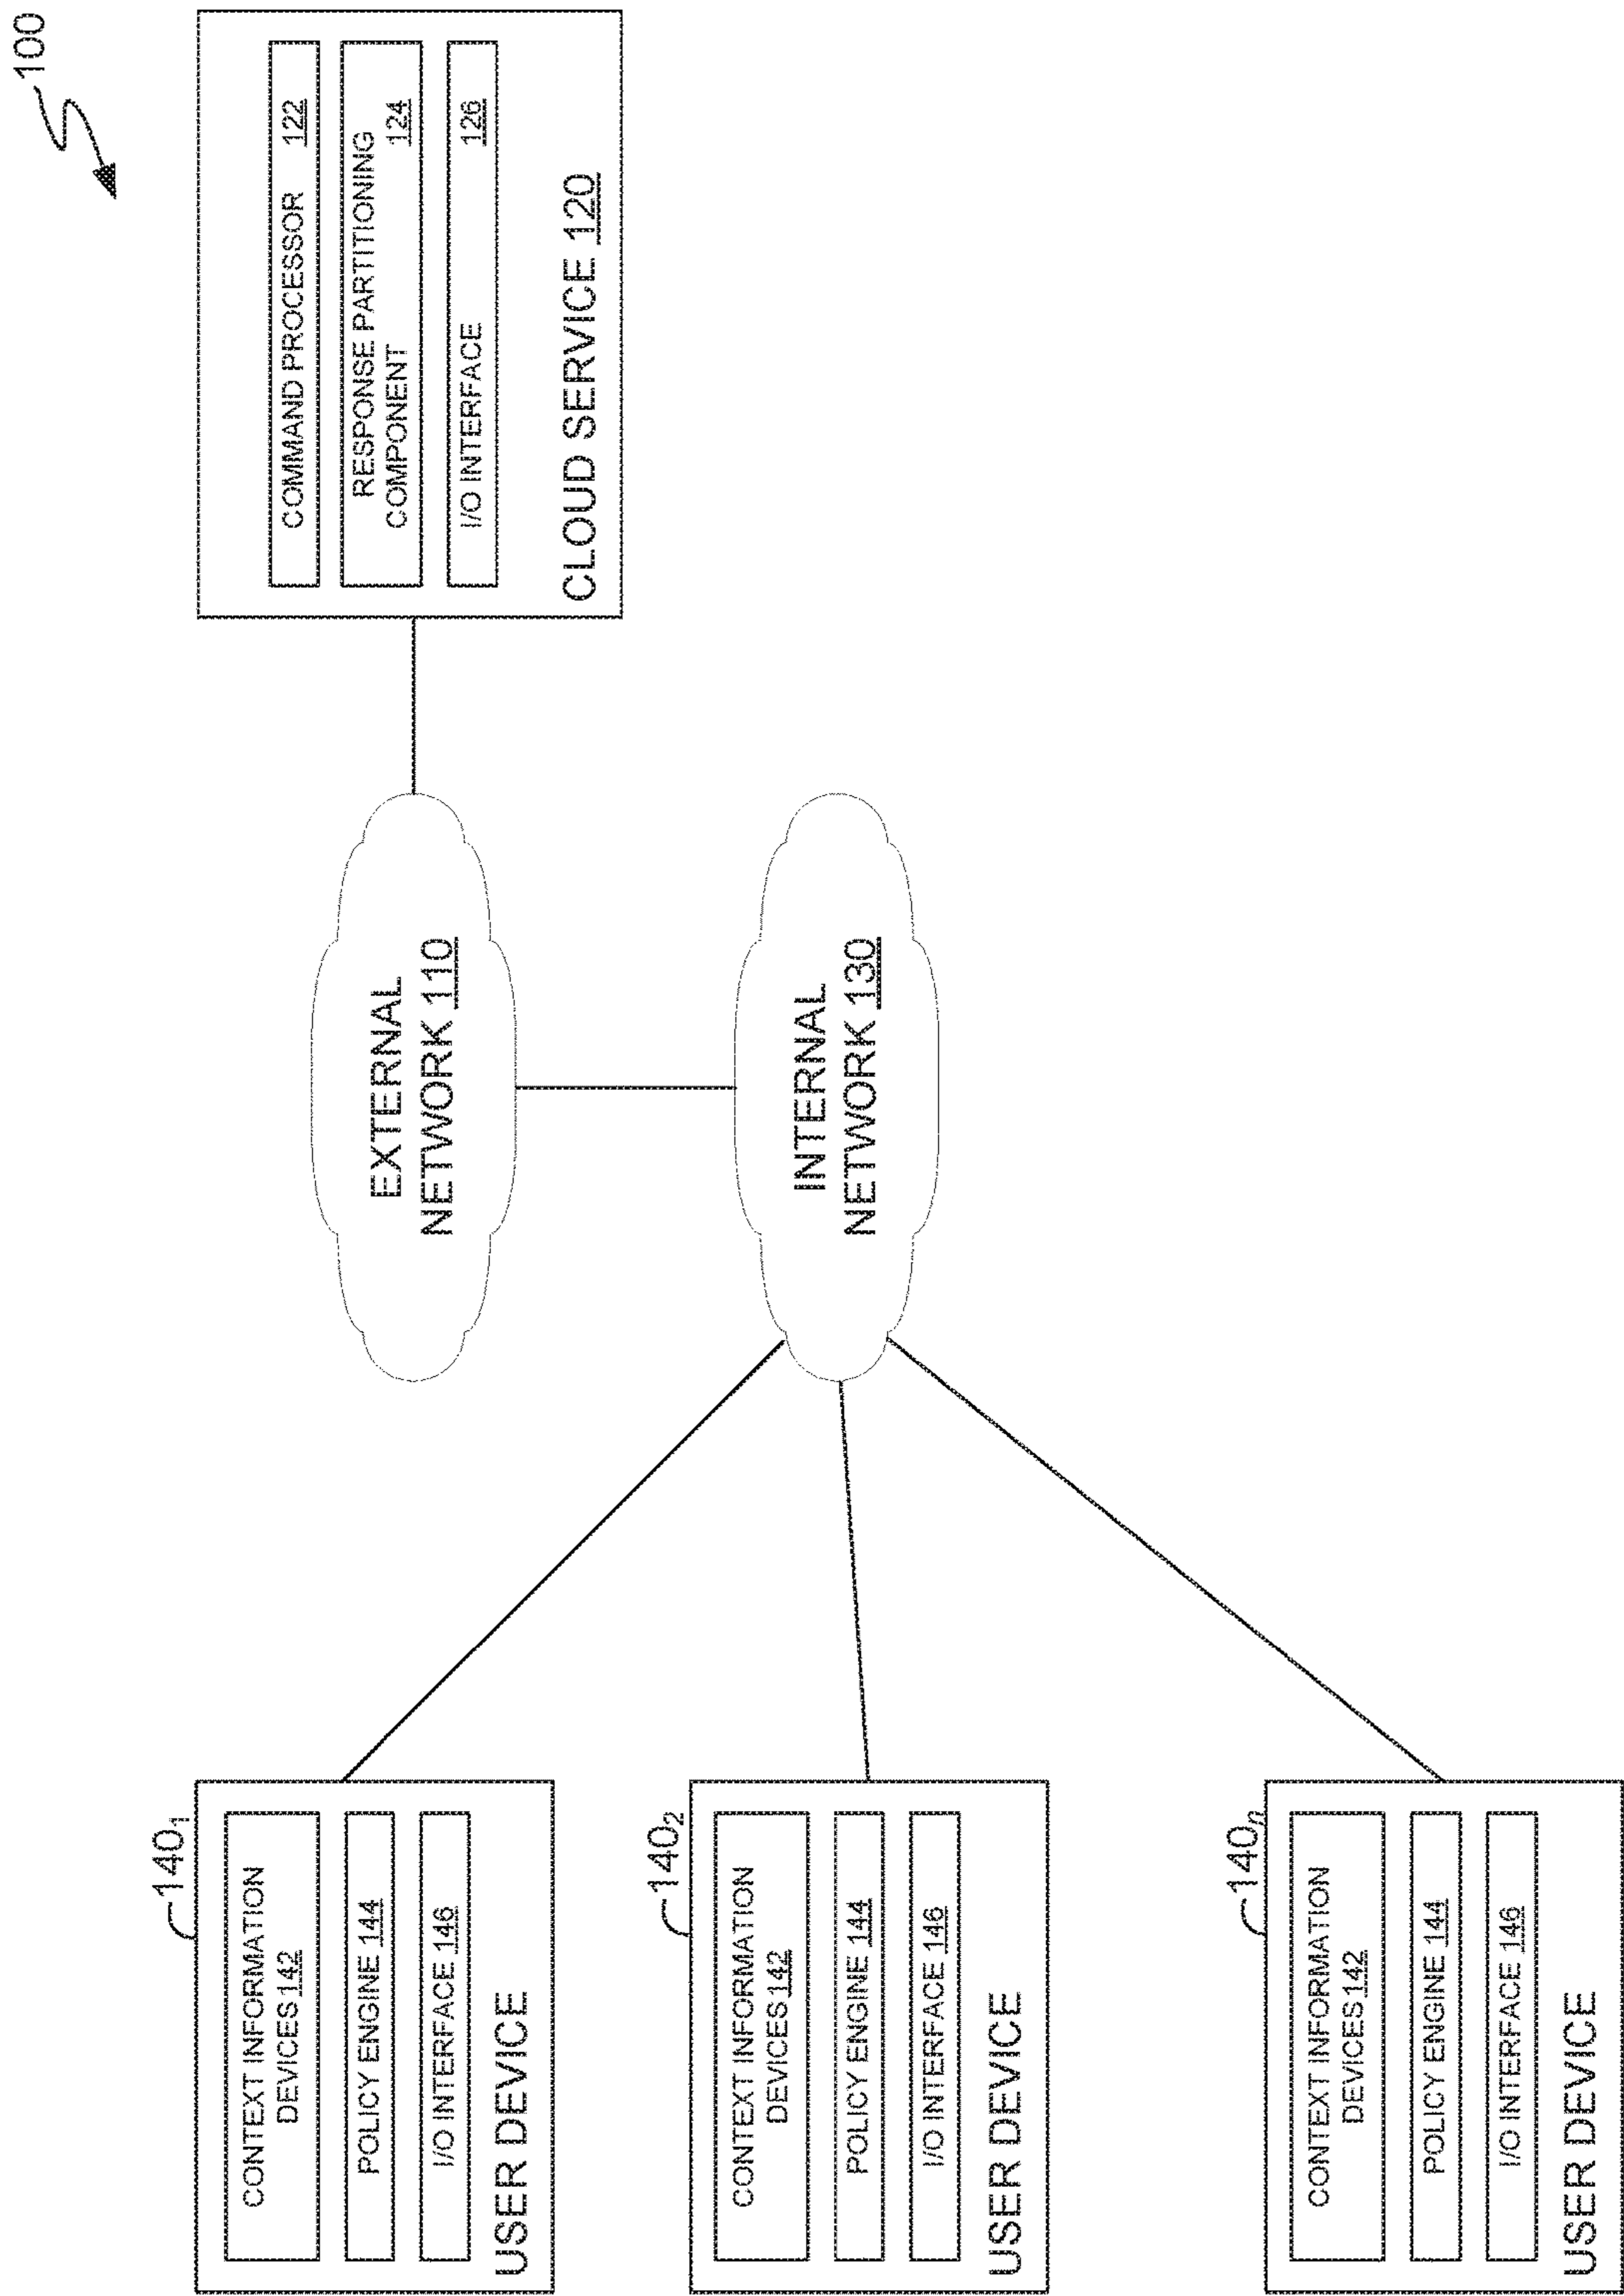 100
COMMAND PROCESSOR 122
RESPONSE PARTITIONING
COMPONENT 124
I/O INTERFACE 126
CLOUD SERVICE 120
EXTERNAL
NETWORK 110
INTERNAL
NETWORK 130
140₁
CONTEXT INFORMATION
DEVICES 142
POLICY ENGINE 144
I/O INTERFACE 146
USER DEVICE
140₂
CONTEXT INFORMATION
DEVICES 142
POLICY ENGINE 144
I/O INTERFACE 146
USER DEVICE
140ₙ
CONTEXT INFORMATION
DEVICES 142
POLICY ENGINE 144
I/O INTERFACE 146
USER DEVICE